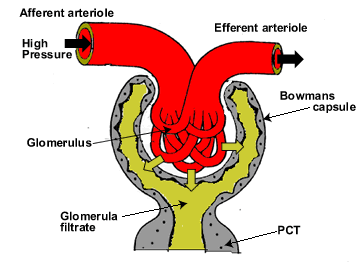 Afferent arteriole
Efferent arteriole
High
Pressure
Bowmans
capsule
Glomerulus
Glomerula
filtrate
PCT